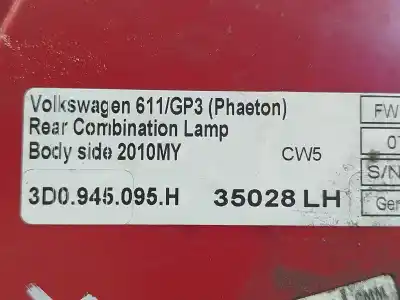 Volkswagen 611/GP3 (Phaeton)
Rear Combination Lamp
Body side 2010MY CW5
3D0.945.095.H 35028 LH
FW
S/N